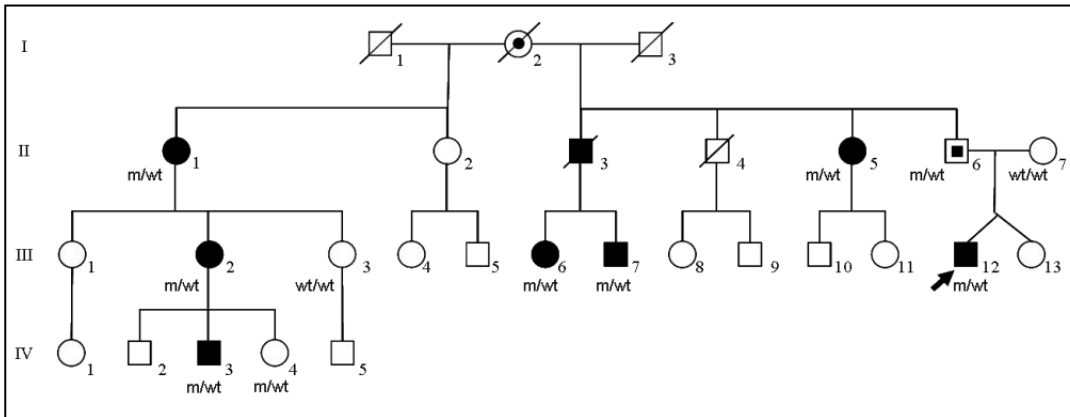 I 1 2 3
II 1 2 3 4 5 6 7
m/wt m/wt m/wt wt/wt
III 1 2 3 4 5 6 7 8 9 10 11 12 13
m/wt wt/wt m/wt m/wt m/wt
IV 1 2 3 4 5
m/wt m/wt